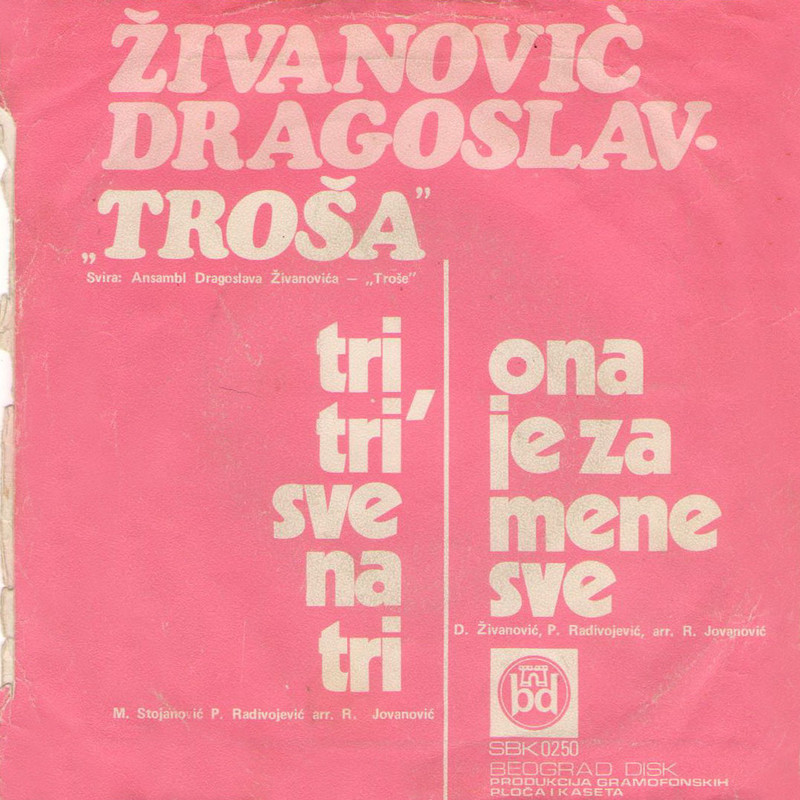 ŽIVANOVIĆ
DRAGOSLAV-
„TROŠA”
Svira: Ansambl Dragoslava Živanovića — „Troše”
tri
tri,
sve
na
tri
M. Stojanović P. Radivojević arr. R. Jovanović
ona
je za
mene
sve
D. Živanović, P. Radivojević, arr. R. Jovanović
bd
SBK 0250
BEOGRAD DISK
PRODUKCIJA GRAMOFONSKIH
PLOČA I KASETA